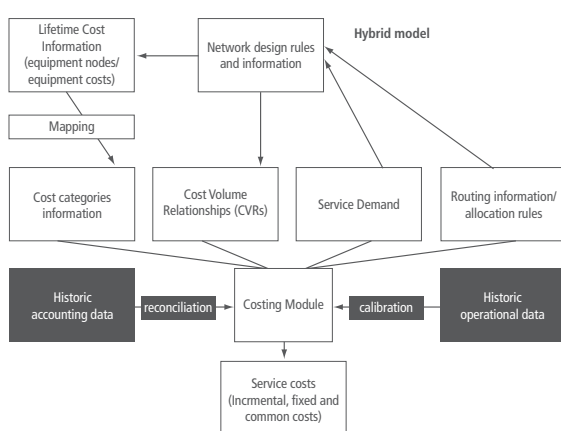 Lifetime Cost
Information
(equipment nodes/
equipment costs)
Network design rules
and information
Hybrid model
Mapping
Cost categories
information
Cost Volume
Relationships (CVRs)
Service Demand
Routing information/
allocation rules
Historic
accounting data
reconciliation
Costing Module
calibration
Historic
operational data
Service costs
(Incrmental, fixed and
common costs)